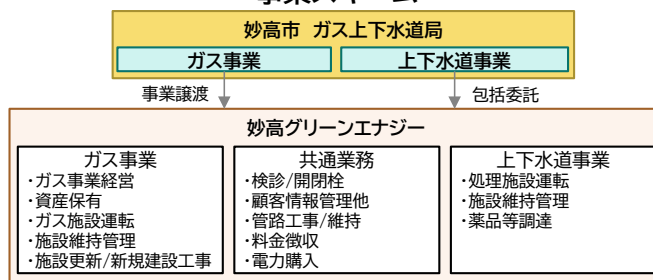 妙高市 ガス上下水道局
ガス事業
上下水道事業
事業譲渡
包括委託
妙高グリーンエナジー
ガス事業
・ガス事業経営
・資産保有
・ガス施設運転
・施設維持管理
・施設更新/新規建設工事
共通業務
・検診/開閉栓
・顧客情報管理他
・管路工事/維持
・料金徴収
・電力購入
上下水道事業
・処理施設運転
・施設維持管理
・薬品等調達